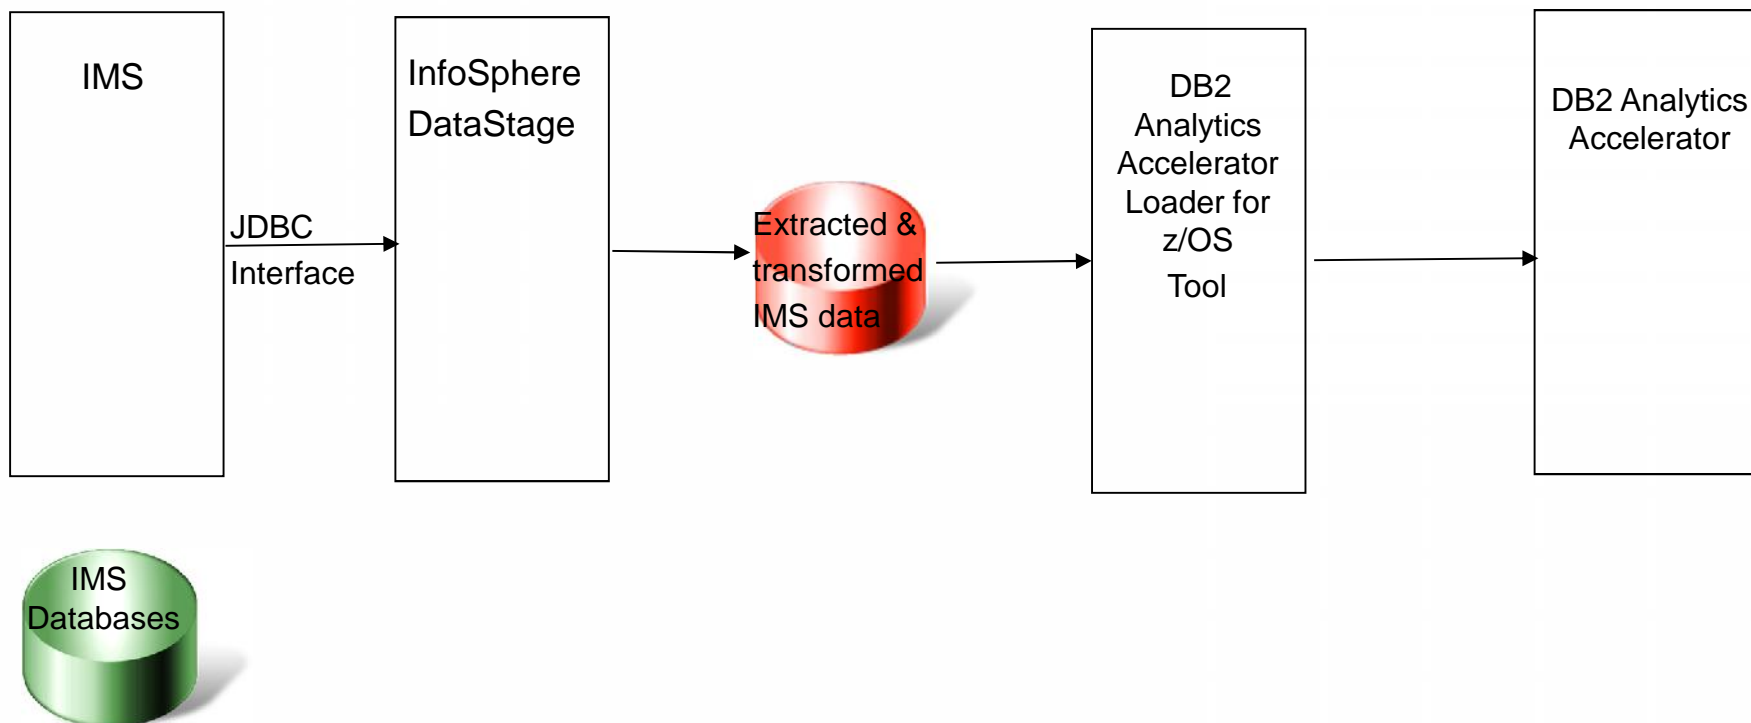 IMS
JDBC
Interface
InfoSphere
DataStage
Extracted &
transformed
IMS data
DB2
Analytics
Accelerator
Loader for
z/OS
Tool
DB2 Analytics
Accelerator
IMS
Databases